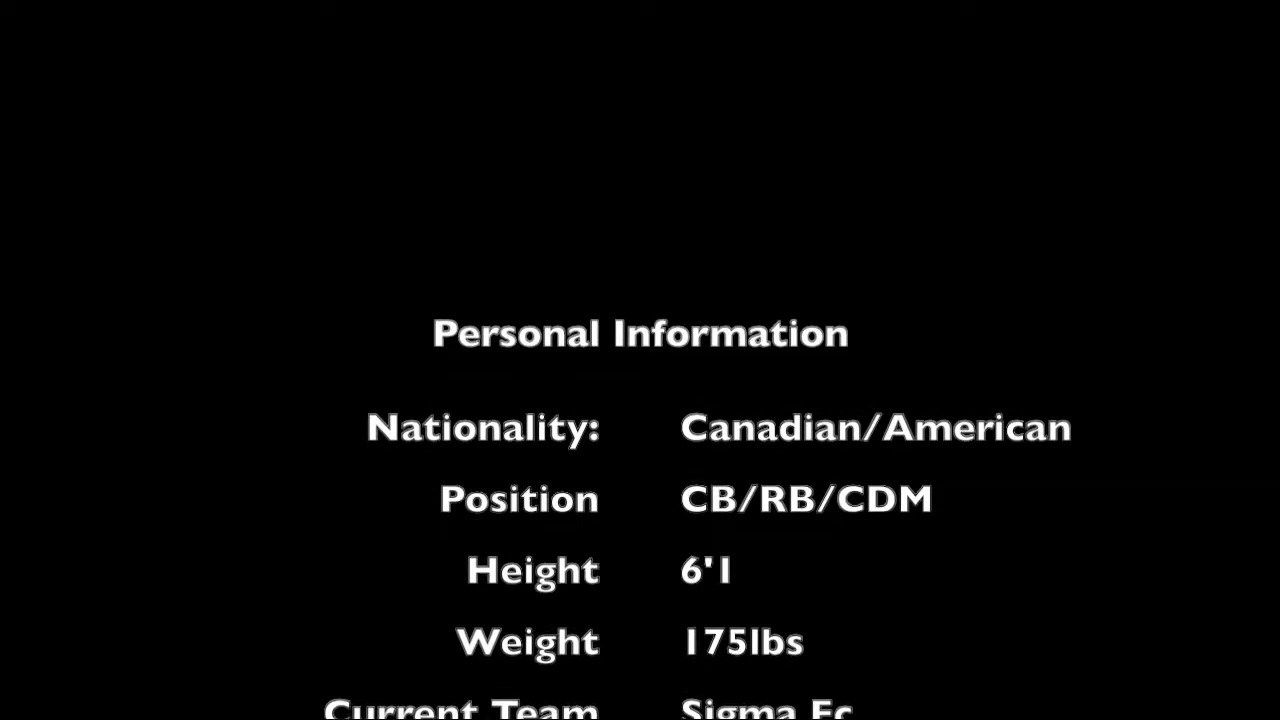 Personal Information
Nationality: Canadian/American
Position CB/RB/CDM
Height 6'1
Weight 175lbs
Current Team Sigma Fc